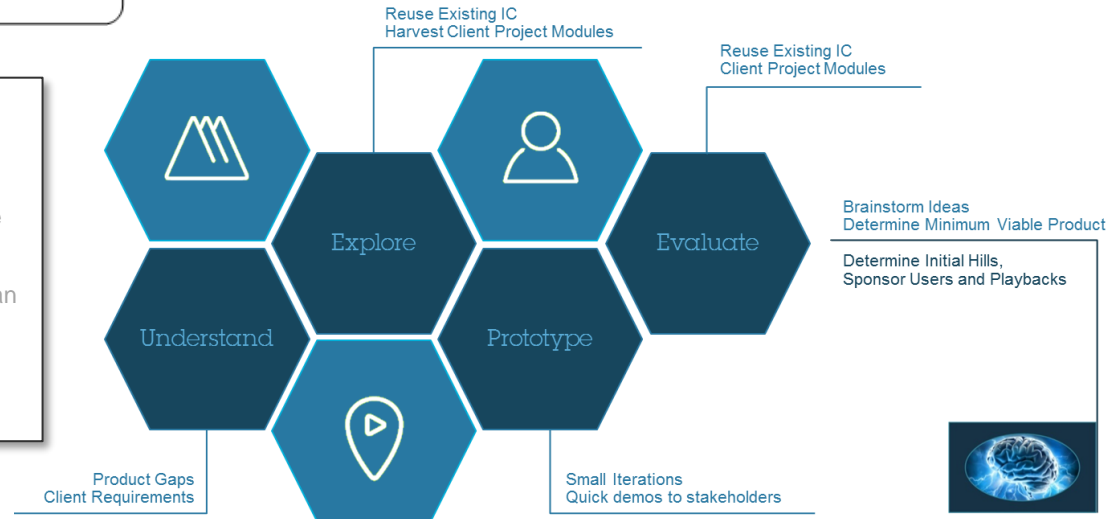 Reuse Existing IC
Harvest Client Project Modules
Reuse Existing IC
Client Project Modules
Explore
Evaluate
Brainstorm Ideas
Determine Minimum Viable Product
Determine Initial Hills,
Sponsor Users and Playbacks
Understand
Prototype
Product Gaps
Client Requirements
Small Iterations
Quick demos to stakeholders